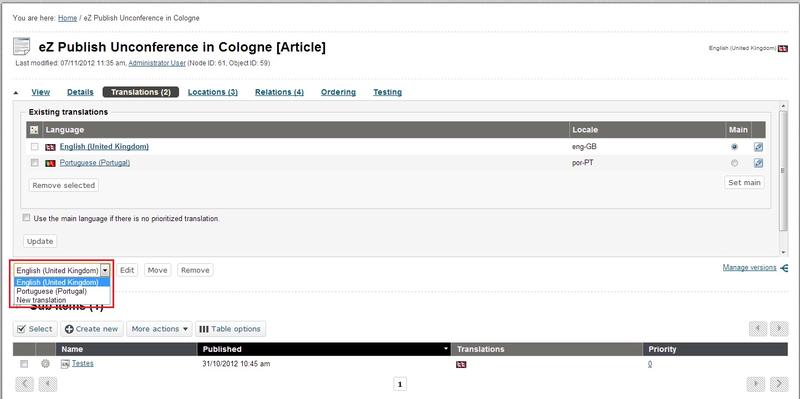 You are here: Home / eZ Publish Unconference in Cologne
eZ Publish Unconference in Cologne [Article]
English (United Kingdom)
Last modified: 07/11/2012 11:35 am, Administrator User (Node ID: 61, Object ID: 59)
View Details Translations (2) Locations (3) Relations (4) Ordering Testing
Existing translations
Language Locale Main
English (United Kingdom) eng-GB
Portuguese (Portugal) por-PT
Remove selected Set main
Use the main language if there is no prioritized translation.
Update
English (United Kingdom) Edit Move Remove Manage versions
English (United Kingdom)
Portuguese (Portugal)
New translation
Sub items (1)
Select Create new More actions Table options
Name Published Translations Priority
Testes 31/10/2012 10:45 am 0
1